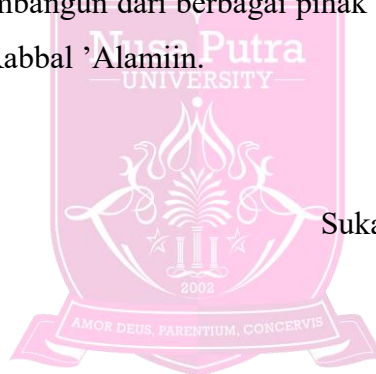 mbangun dari berbagai pihak
Rabbal ’Alamiin.
Nusa Putra
UNIVERSITY
Suka
2002
AMOR DEUS, PARENTIUM, CONCERVIS